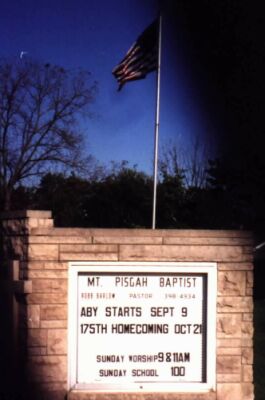 MT. PISGAH BAPTIST
ROBB BARLOW PASTOR 398-4934
ABY STARTS SEPT 9
175TH HOMECOMING OCT 21
SUNDAY WORSHIP 9 & 11AM
SUNDAY SCHOOL 100